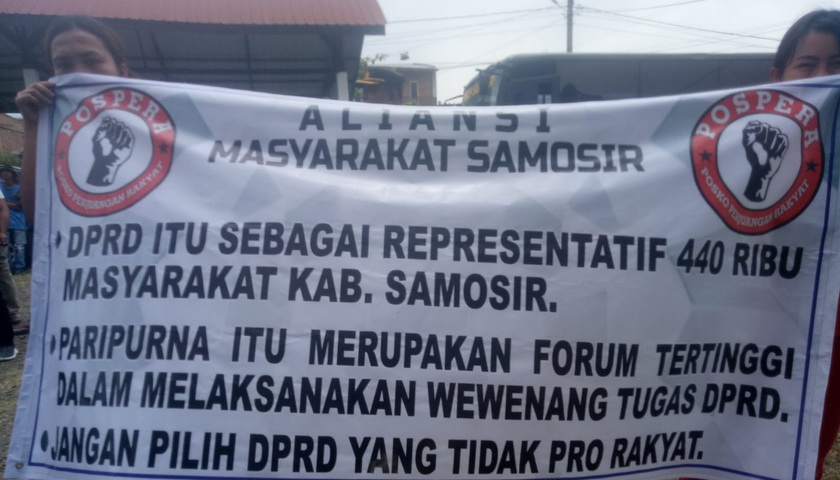 ALIANSI
MASYARAKAT SAMOSIR
POSPERA
POSKO PERJUANGAN RAKYAT
POSPERA
POSKO PERJUANGAN RAKYAT
• DPRD ITU SEBAGAI REPRESENTATIF 440 RIBU
MASYARAKAT KAB. SAMOSIR.
• PARIPURNA ITU MERUPAKAN FORUM TERTINGGI
DALAM MELAKSANAKAN WEWENANG TUGAS DPRD.
• JANGAN PILIH DPRD YANG TIDAK PRO RAKYAT.